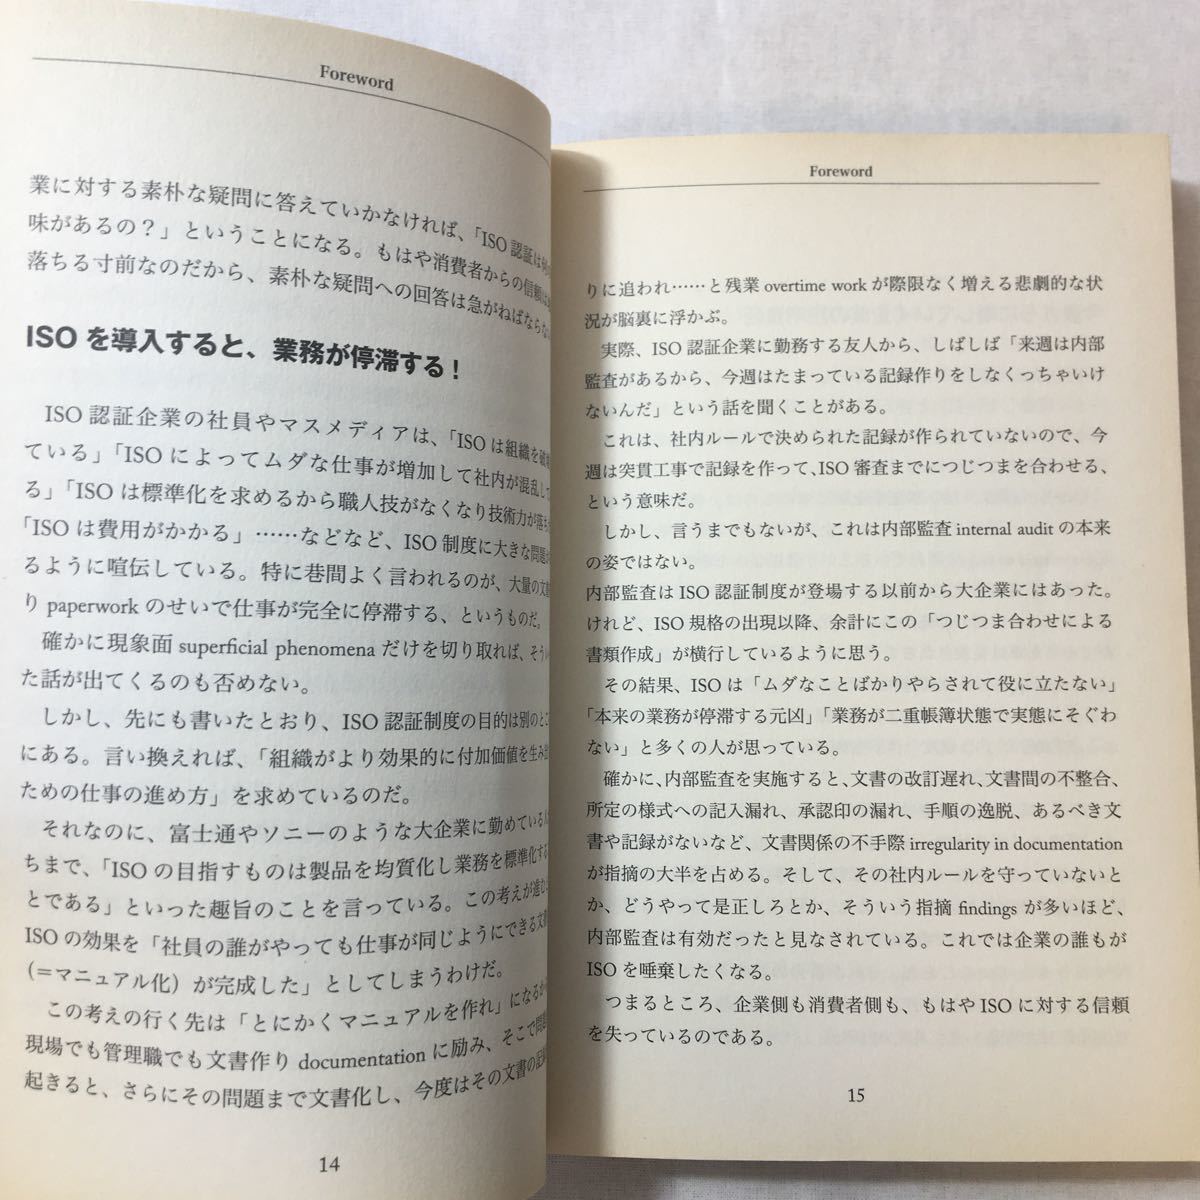 Foreword
業に対する素朴な疑問に答えていかなければ、「ISO 認証は
味があるの？」ということになる。もはや消費者からの信頼は
落ちる寸前なのだから、素朴な疑問への回答は急がねばならな
ISO を導入すると、業務が停滞する！
ISO 認証企業の社員やマスメディアは、「ISO は組織を破壊
ている」「ISO によってムダな仕事が増加して社内が混乱して
る」「ISO は標準化を求めるから職人技がなくなり技術力が落ち
「ISO は費用がかかる」……などなど、ISO 制度に大きな問題
るように喧伝している。特に巷間よく言われるのが、大量の文書
り paperwork のせいで仕事が完全に停滞する、というものだ。
確かに現象面 superficial phenomena だけを切り取れば、そう
た話が出てくるのも否めない。
しかし、先にも書いたとおり、ISO 認証制度の目的は別のとこ
にある。言い換えれば、「組織がより効果的に付加価値を生み
ための仕事の進め方」を求めているのだ。
それなのに、富士通やソニーのような大企業に勤めている
ちまで、「ISO の目指すものは製品を均質化し業務を標準化する
とである」といった趣旨のことを言っている。この考えが進む
ISO の効果を「社員の誰がやっても仕事が同じようにできる文書
(＝マニュアル化）が完成した」としてしまうわけだ。
この考えの行く先は「とにかくマニュアルを作れ」になるか
現場でも管理職でも文書作り documentation に励み、そこで問題
起きると、さらにその問題まで文書化し、今度はその文書の記
14
Foreword
りに追われ……と残業 overtime work が際限なく増える悲劇的な状
況が脳裏に浮かぶ。
実際、ISO 認証企業に勤務する友人から、しばしば「来週は内部
監査があるから、今週はたまっている記録作りをしなくっちゃいけ
ないんだ」という話を聞くことがある。
これは、社内ルールで決められた記録が作られていないので、今
週は突貫工事で記録を作って、ISO 審査までにつじつまを合わせる、
という意味だ。
しかし、言うまでもないが、これは内部監査 internal audit の本来
の姿ではない。
内部監査は ISO 認証制度が登場する以前から大企業にはあった。
けれど、ISO 規格の出現以降、余計にこの「つじつま合わせによる
書類作成」が横行しているように思う。
その結果、ISO は「ムダなことばかりやらされて役に立たない」
「本来の業務が停滞する元凶」「業務が二重帳簿状態で実態にそぐわ
ない」と多くの人が思っている。
確かに、内部監査を実施すると、文書の改訂遅れ、文書間の不整合、
所定の様式への記入漏れ、承認印の漏れ、手順の逸脱、あるべき文
書や記録がないなど、文書関係の不手際 irregularity in documentation
が指摘の大半を占める。そして、その社内ルールを守っていないと
か、どうやって是正しろとか、そういう指摘 findings が多いほど、
内部監査は有効だったと見なされている。これでは企業の誰もが
ISO を唾棄したくなる。
つまるところ、企業側も消費者側も、もはや ISO に対する信頼
を失っているのである。
15